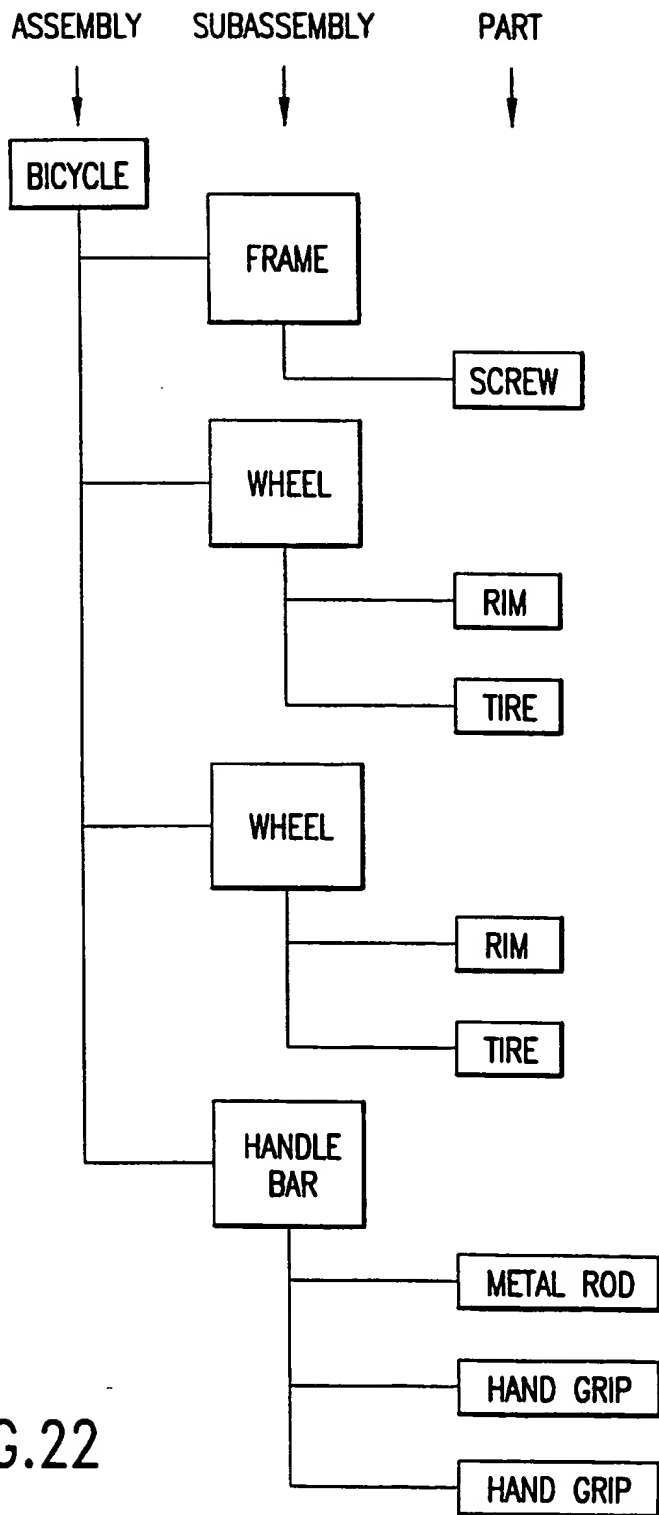 ASSEMBLY SUBASSEMBLY PART
BICYCLE
FRAME
SCREW
WHEEL
RIM
TIRE
WHEEL
RIM
TIRE
HANDLE
BAR
METAL ROD
HAND GRIP
HAND GRIP
G.22